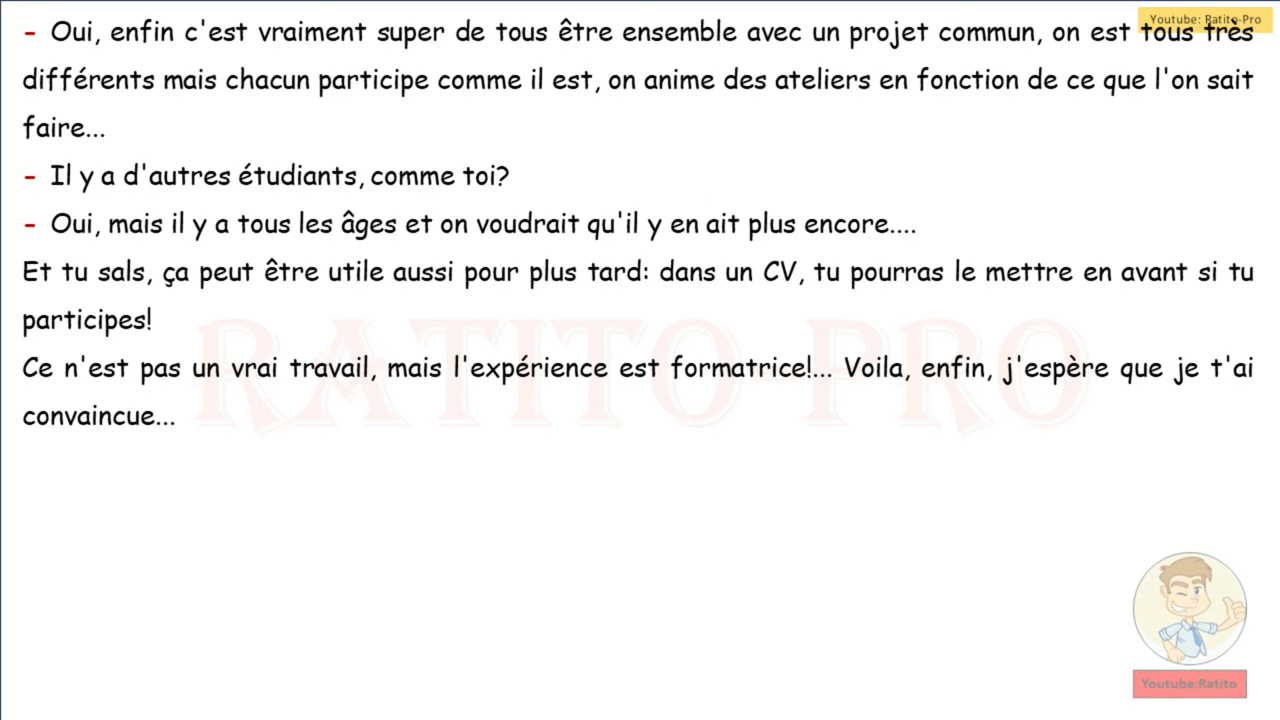 Youtube: Ratito-Pro
- Oui, enfin c'est vraiment super de tous être ensemble avec un projet commun, on est tous très
différents mais chacun participe comme il est, on anime des ateliers en fonction de ce que l'on sait
faire...
- Il y a d'autres étudiants, comme toi?
- Oui, mais il y a tous les âges et on voudrait qu'il y en ait plus encore....
Et tu sals, ça peut être utile aussi pour plus tard: dans un CV, tu pourras le mettre en avant si tu
participes!
RATITO-PRO
Ce n'est pas un vrai travail, mais l'expérience est formatrice!... Voila, enfin, j'espère que je t'ai
convaincue...
Youtube:Ratito